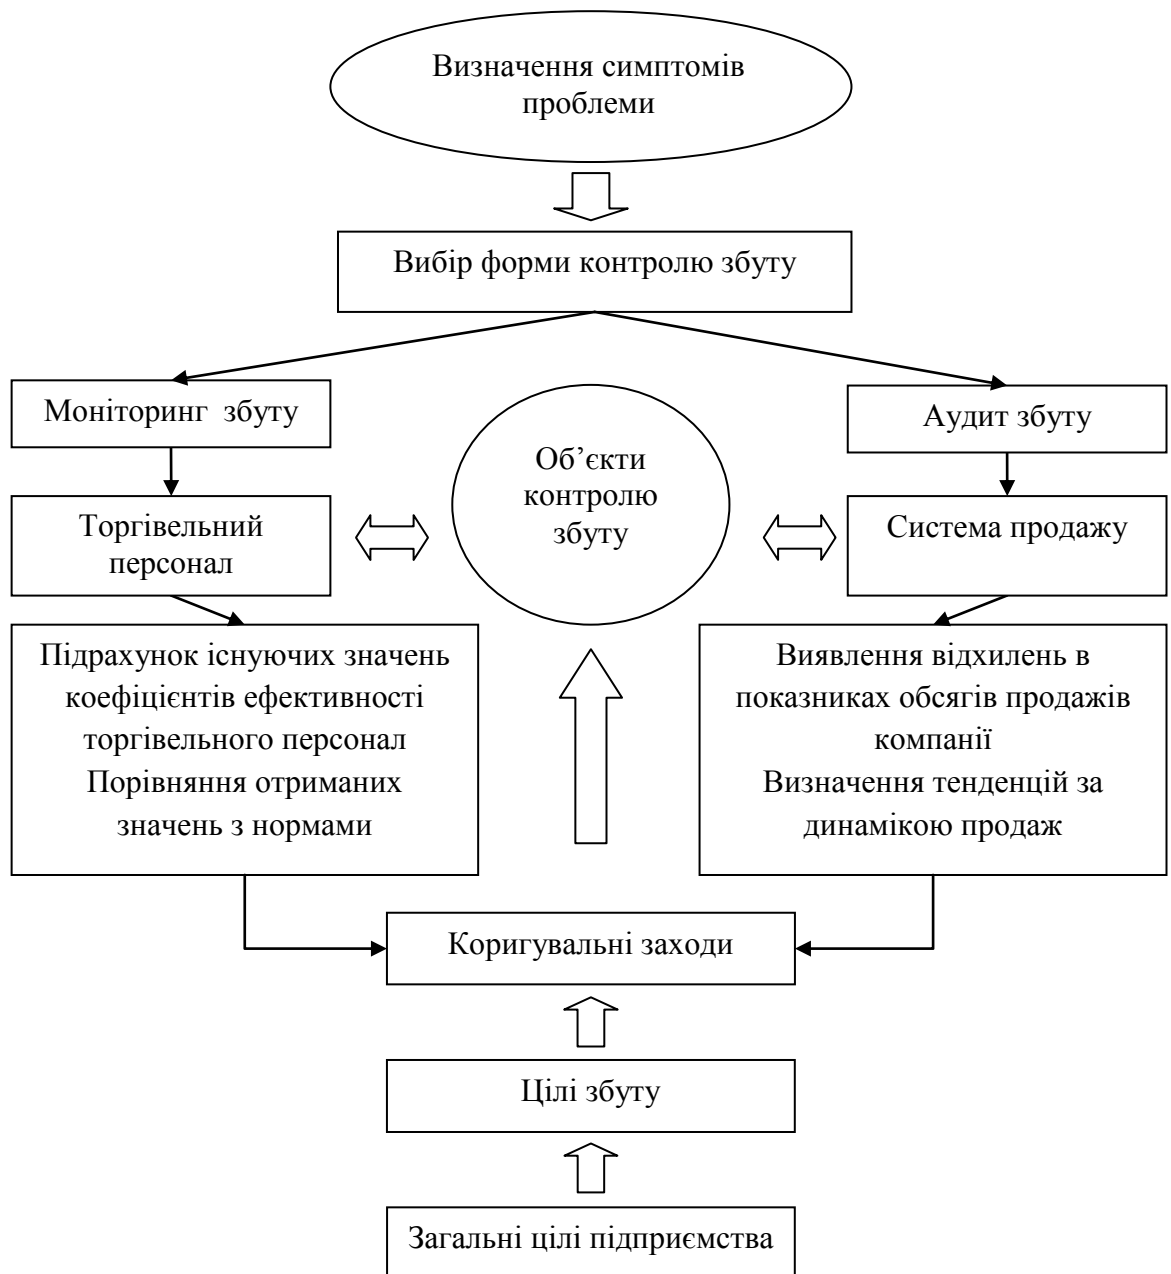 Визначення симптомів
проблеми
Вибір форми контролю збуту
Моніторинг збуту
Аудит збуту
Об’єкти
контролю
збуту
Торгівельний
персонал
Система продажу
Підрахунок існуючих значень
коефіцієнтів ефективності
торгівельного персонал
Порівняння отриманих
значень з нормами
Виявлення відхилень в
показниках обсягів продажів
компанії
Визначення тенденцій за
динамікою продаж
Коригувальні заходи
Цілі збуту
Загальні цілі підприємства